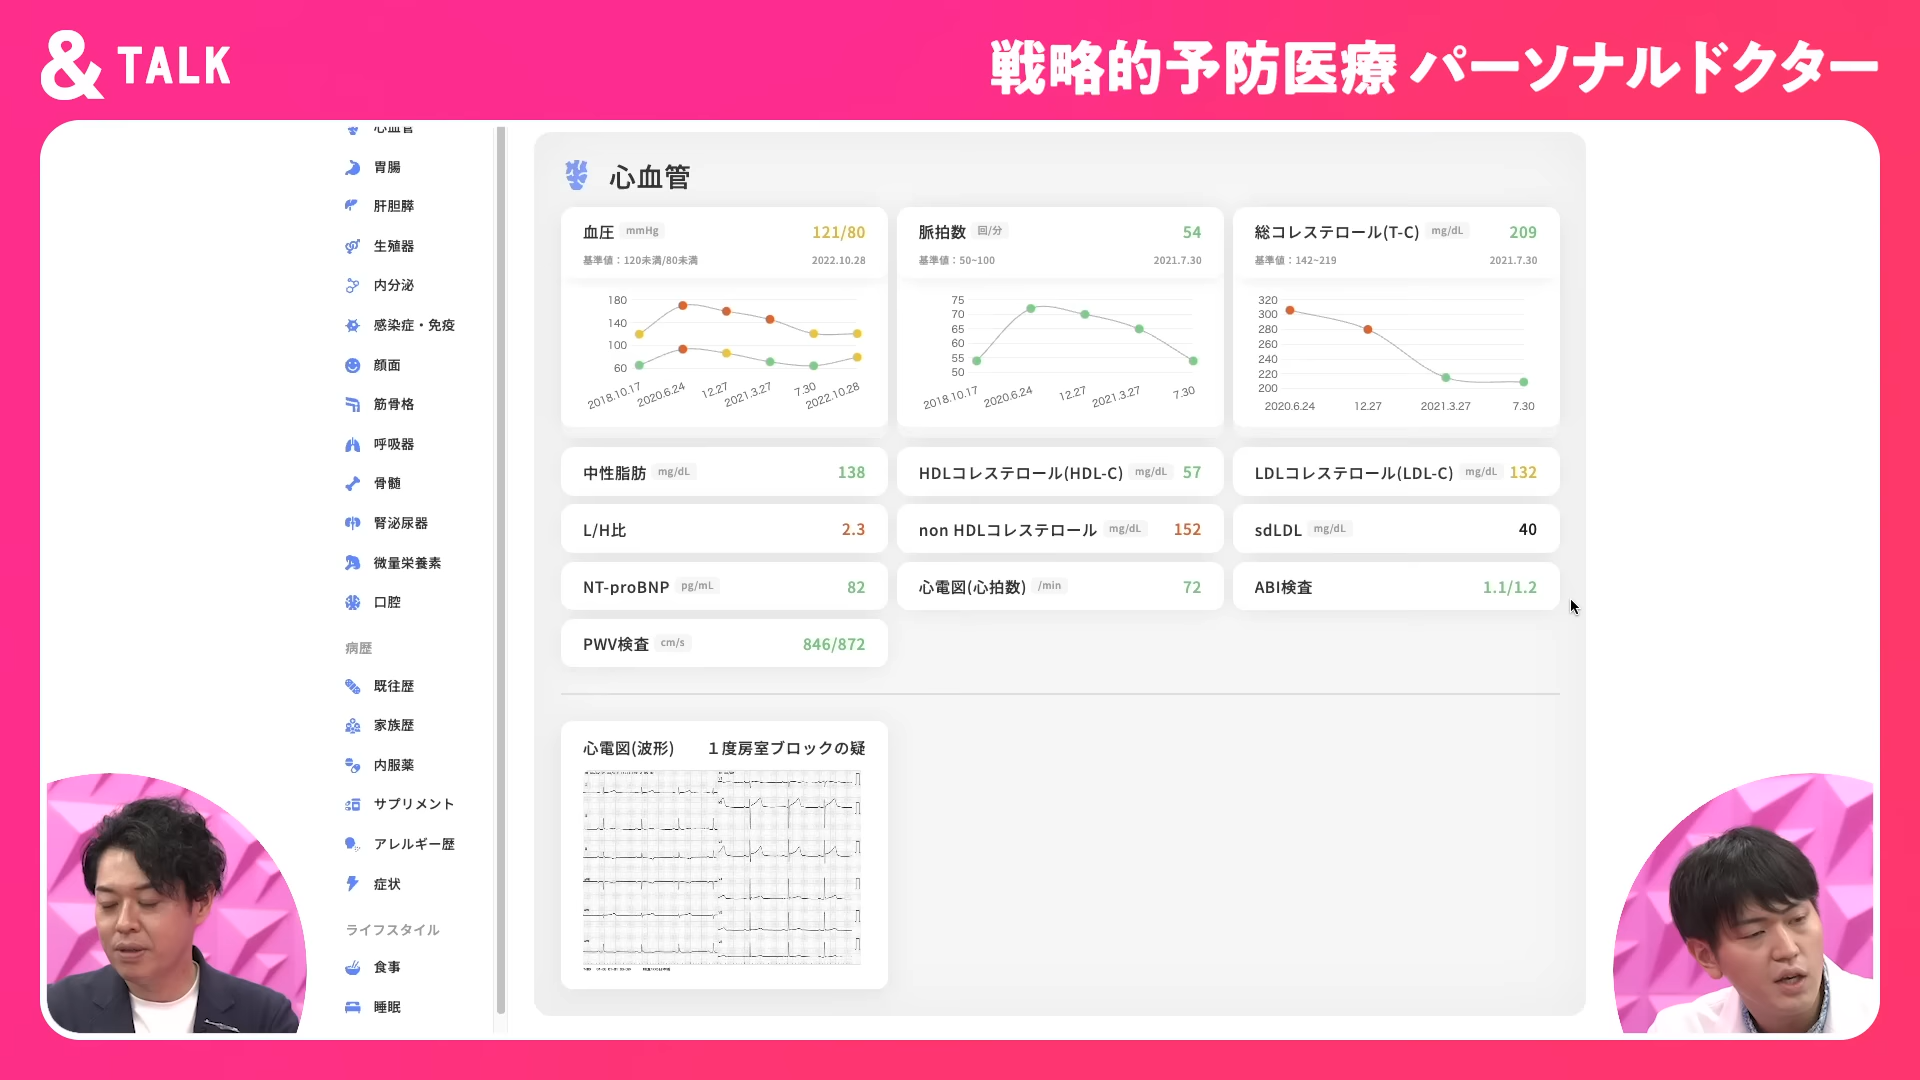 & TALK
戦略的予防医療 パーソナルドクター
心血管
胃腸
肝胆膵
生殖器
内分泌
感染症・免疫
顔面
筋骨格
呼吸器
骨髄
腎泌尿器
微量栄養素
口腔
病歴
既往歴
家族歴
内服薬
サプリメント
アレルギー歴
症状
ライフスタイル
食事
睡眠
心血管
血圧 mmHg 121/80
基準値：120未満/80未満 2022.10.28
180
140
100
60
2018.10.17 2020.6.24 12.27 2021.3.27 7.30 2022.10.28
脈拍数 回/分 54
基準値：50~100 2021.7.30
75
70
65
60
55
50
2018.10.17 2020.6.24 12.27 2021.3.27 7.30
総コレステロール(T-C) mg/dL 209
基準値：142~219 2021.7.30
320
300
280
260
240
220
200
2020.6.24 12.27 2021.3.27 7.30
中性脂肪 mg/dL 138
HDLコレステロール(HDL-C) mg/dL 57
LDLコレステロール(LDL-C) mg/dL 132
L/H比 2.3
non HDLコレステロール mg/dL 152
sdLDL mg/dL 40
NT-proBNP pg/mL 82
心電図(心拍数) /min 72
ABI検査 1.1/1.2
PWV検査 cm/s 846/872
心電図(波形) １度房室ブロックの疑